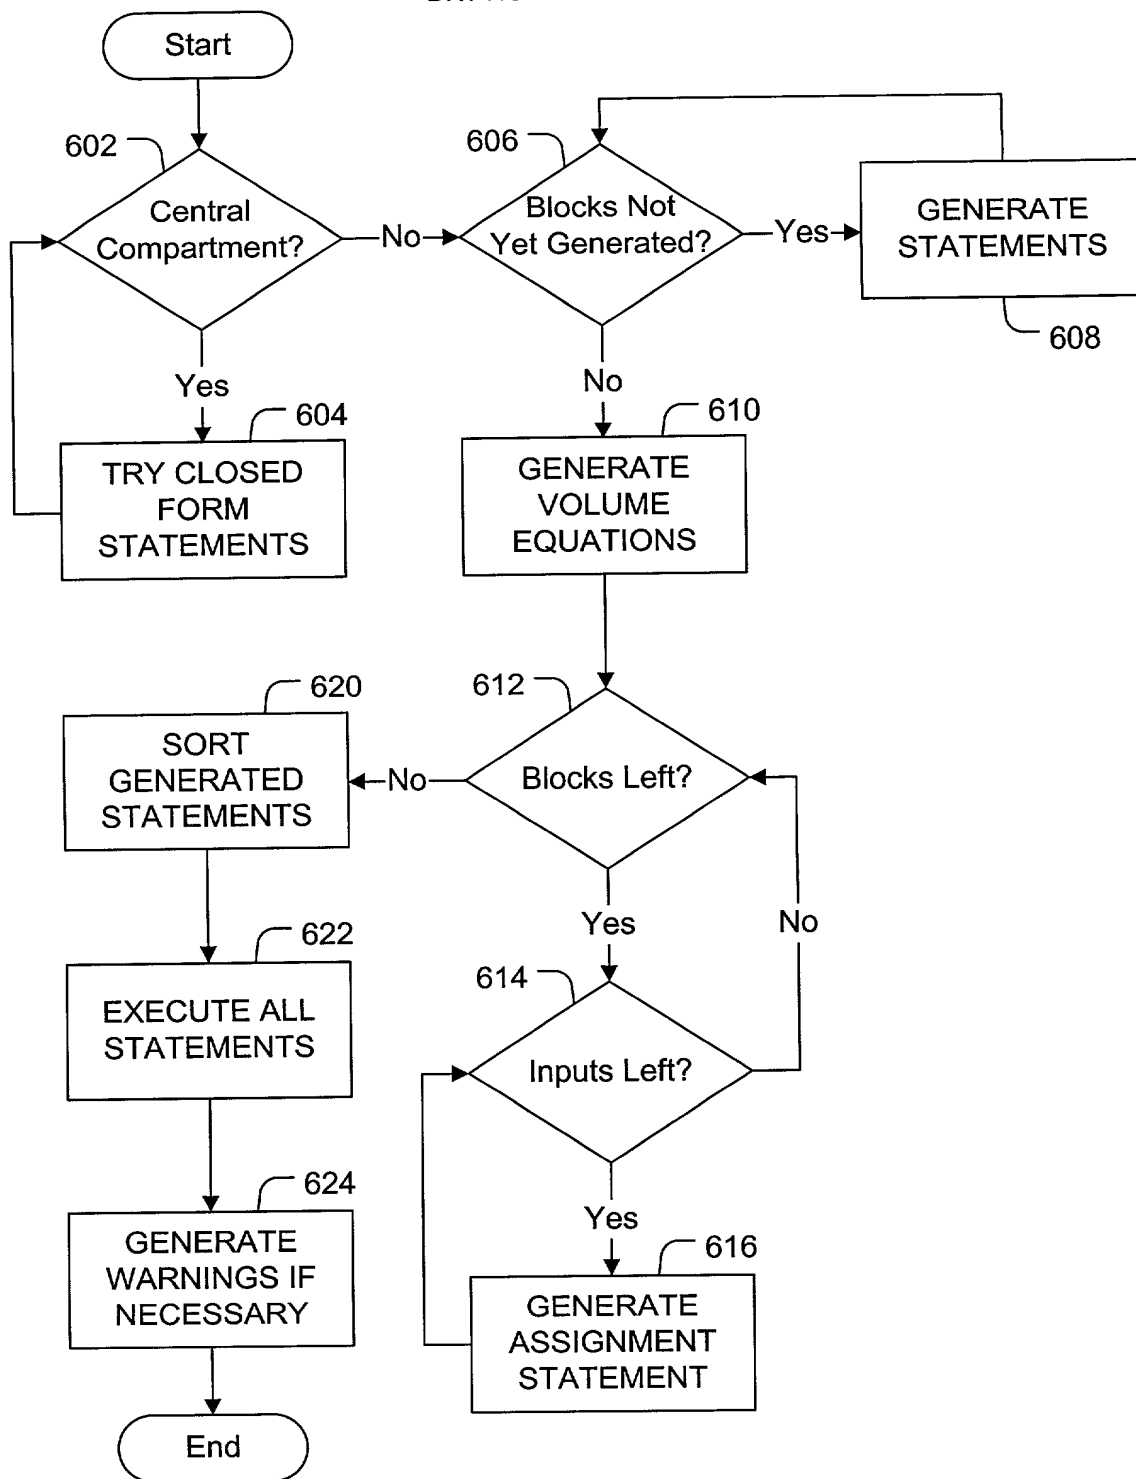 Start
602
Central
Compartment?
No
606
Blocks Not
Yet Generated?
Yes
GENERATE
STATEMENTS
608
Yes
604
TRY CLOSED
FORM
STATEMENTS
No
610
GENERATE
VOLUME
EQUATIONS
612
Blocks Left?
No
620
SORT
GENERATED
STATEMENTS
Yes
No
622
EXECUTE ALL
STATEMENTS
614
Inputs Left?
Yes
616
GENERATE
ASSIGNMENT
STATEMENT
624
GENERATE
WARNINGS IF
NECESSARY
End